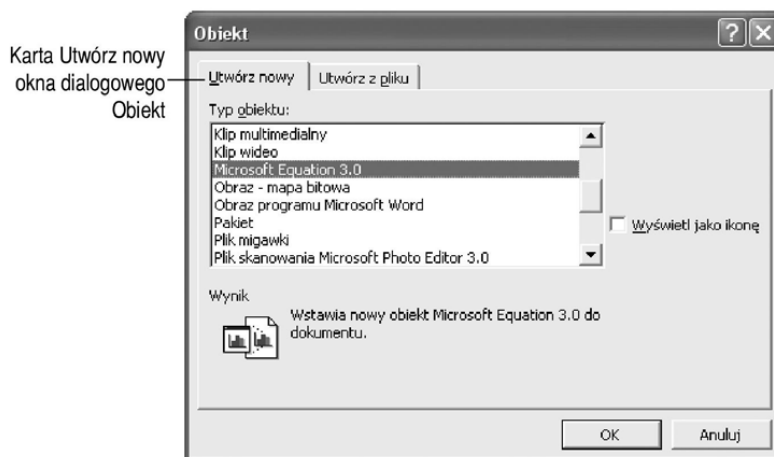 Karta Utwórz nowy
okna dialogowego
Obiekt
Obiekt
Utwórz nowy
Utwórz z pliku
Typ obiektu:
Klip multimedialny
Klip wideo
Microsoft Equation 3.0
Obraz - mapa bitowa
Obraz programu Microsoft Word
Pakiet
Plik migawki
Plik skanowania Microsoft Photo Editor 3.0
Wyświetl jako ikonę
Wynik
Wstawia nowy obiekt Microsoft Equation 3.0 do
dokumentu.
OK
Anuluj